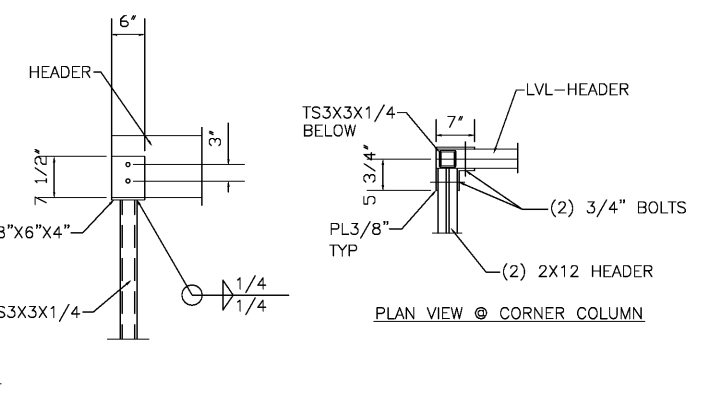 6"
HEADER
3"
7 1/2"
8"X6"X4"
S3X3X1/4
1/4
1/4
TS3X3X1/4
BELOW
7"
LVL-HEADER
5 3/4"
(2) 3/4" BOLTS
PL3/8"
TYP
(2) 2X12 HEADER
PLAN VIEW @ CORNER COLUMN